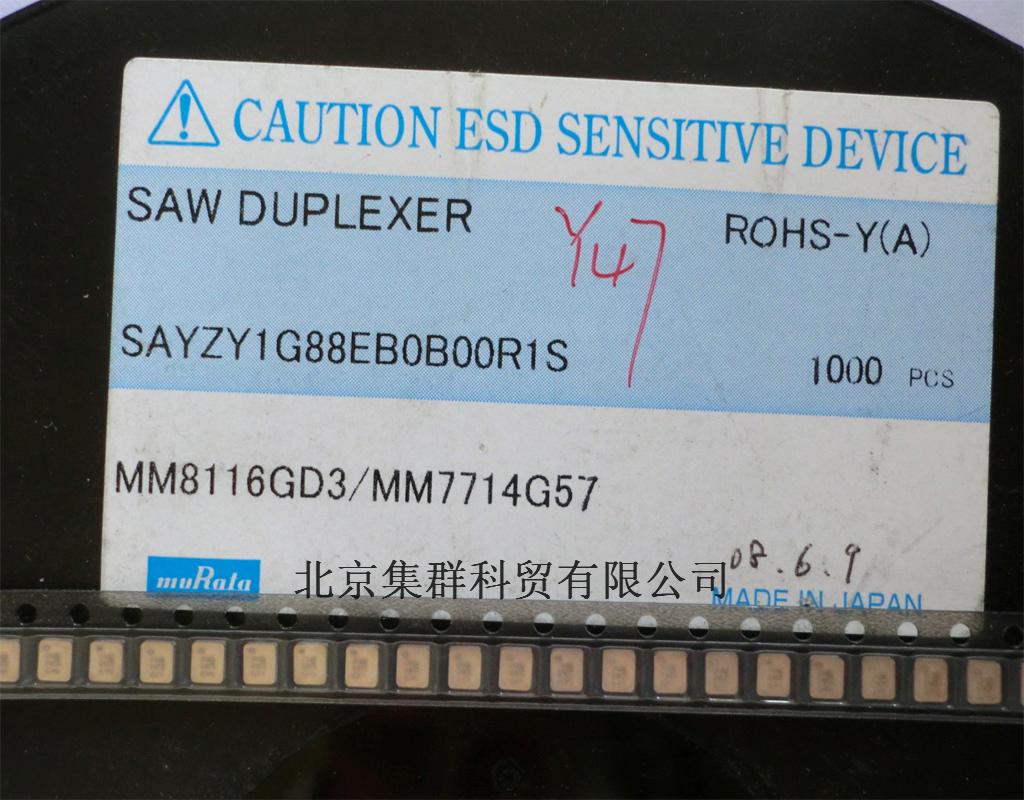 CAUTION ESD SENSITIVE DEVICE
SAW DUPLEXER
Y47
ROHS-Y(A)
SAYZY1G88EB0B00R1S
1000 PCS
MM8116GD3/MM7714G57
08.6.9
muRata
北京集群科贸有限公司
MADE IN JAPAN